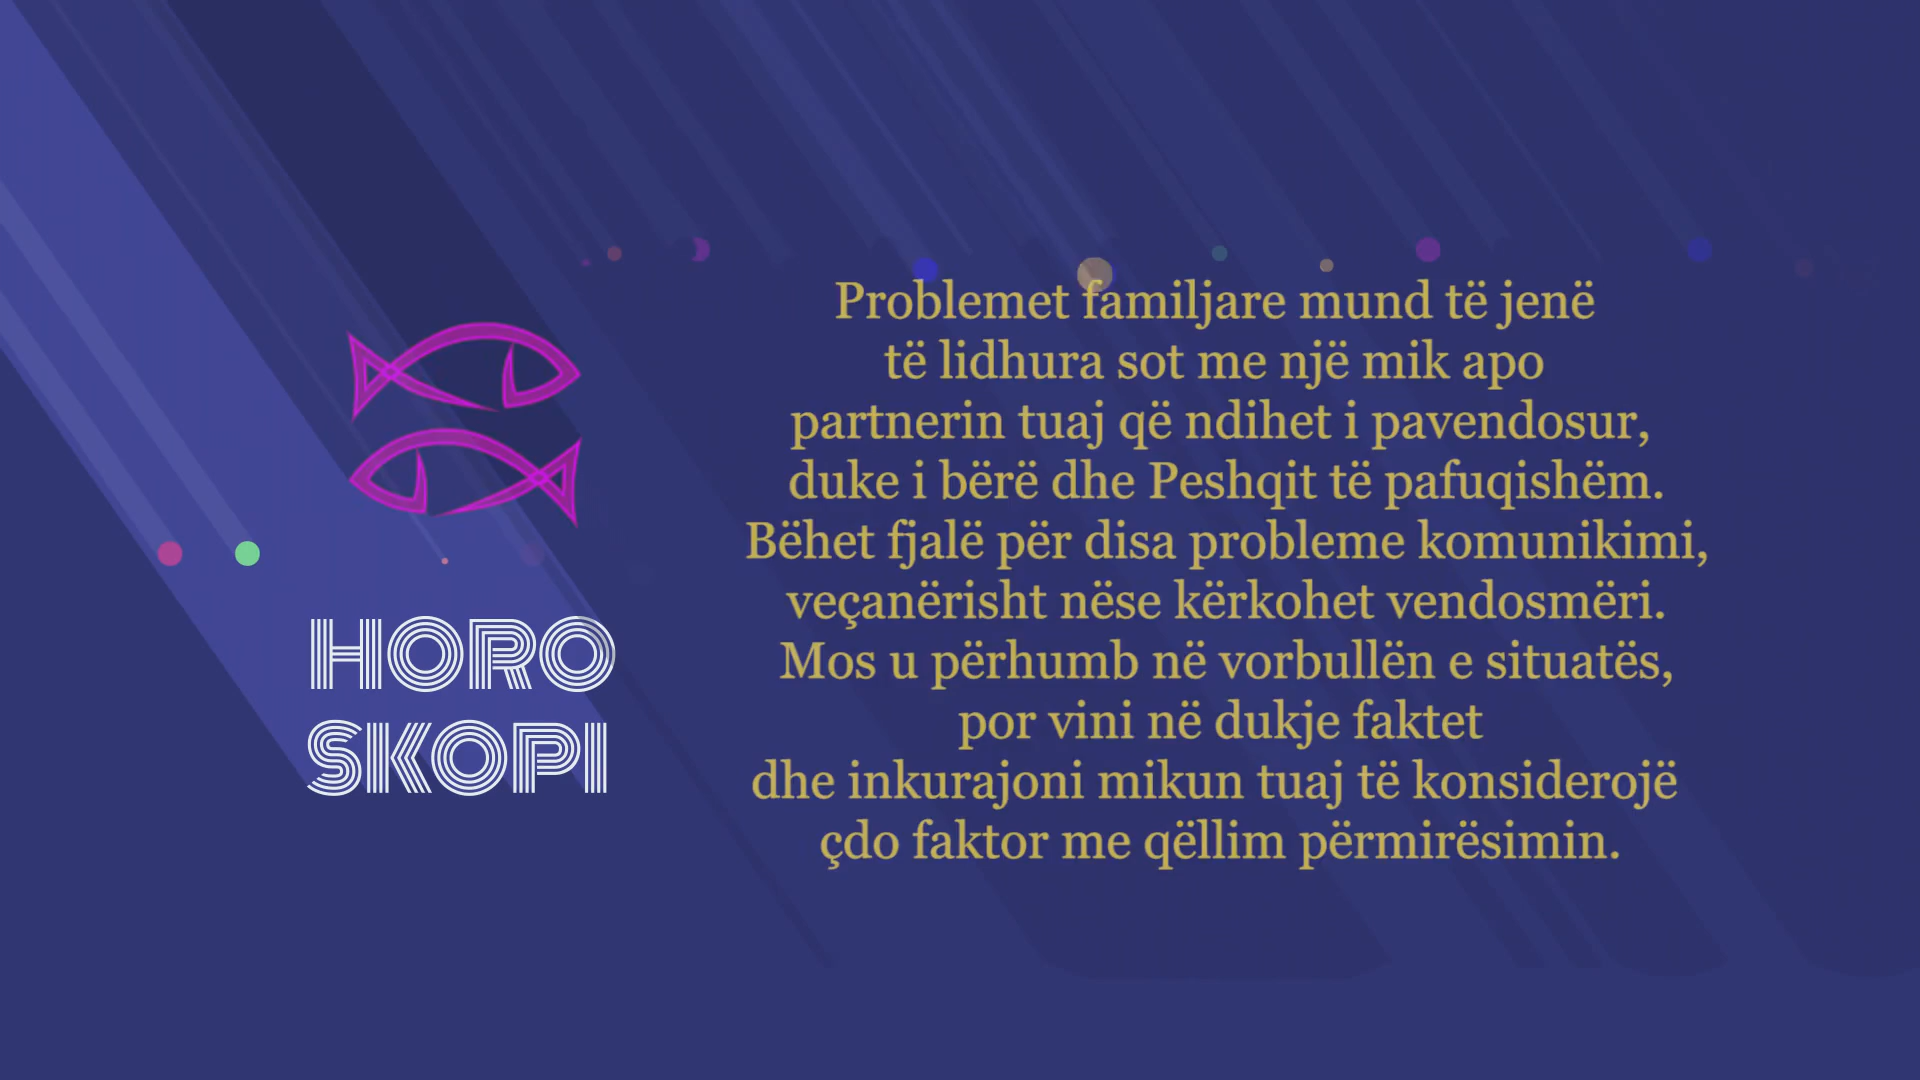 HORO
SKOPI
Problemet familjare mund të jenë
të lidhura sot me një mik apo
partnerin tuaj që ndihet i pavendosur,
duke i bërë dhe Peshqit të pafuqishëm.
Bëhet fjalë për disa probleme komunikimi,
veçanërisht nëse kërkohet vendosmëri.
Mos u përhumb në vorbullën e situatës,
por vini në dukje faktet
dhe inkurajoni mikun tuaj të konsiderojë
çdo faktor me qëllim përmirësimin.